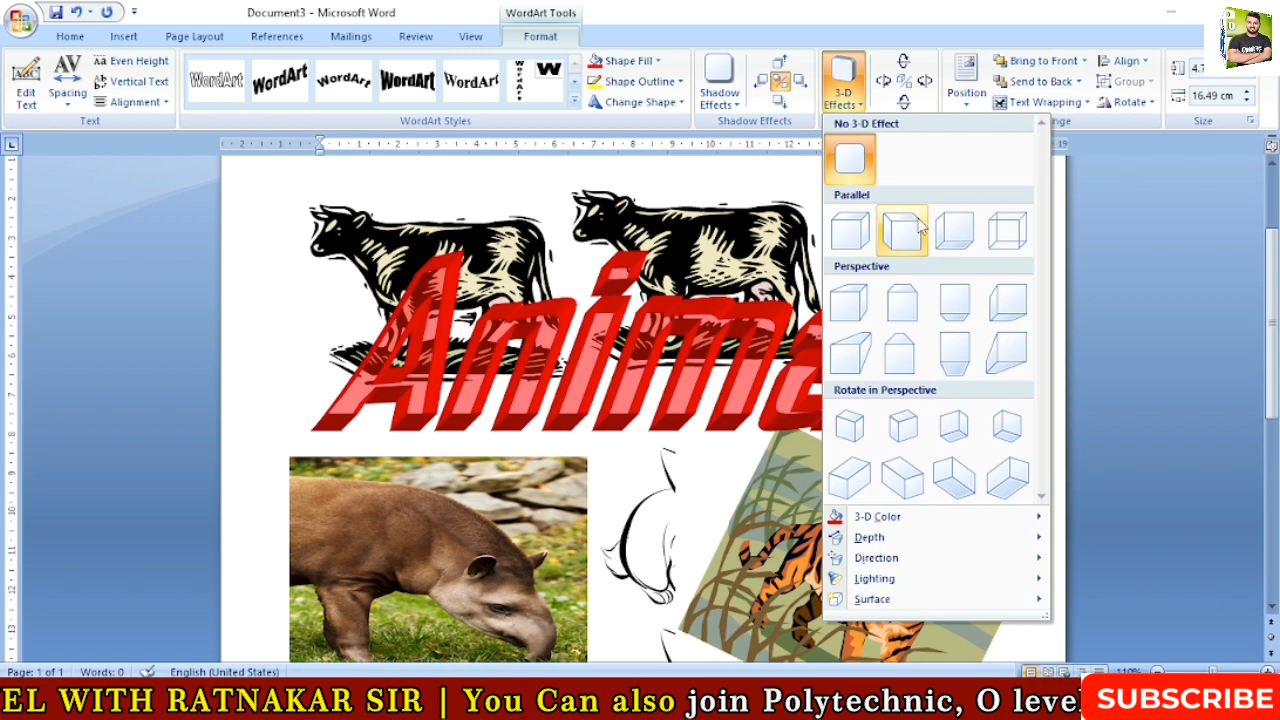 Document3 - Microsoft Word
WordArt Tools
Home
Insert
Page Layout
References
Mailings
Review
View
Format
Edit Text
Spacing
Even Height
Vertical Text
Alignment
Text
WordArt
WordArt
WordArt
WordArt
WordArt
WordArt
W
Shape Fill
Shape Outline
Change Shape
WordArt Styles
Shadow Effects
Shadow Effects
3-D Effects
Position
Bring to Front
Send to Back
Text Wrapping
Align
Group
Rotate
16.49 cm
Size
No 3-D Effect
Parallel
Perspective
Rotate in Perspective
3-D Color
Depth
Direction
Lighting
Surface
Anima
Page: 1 of 1
Words: 0
English (United States)
110%
EL WITH RATNAKAR SIR | You Can also join Polytechnic, O level
SUBSCRIBE